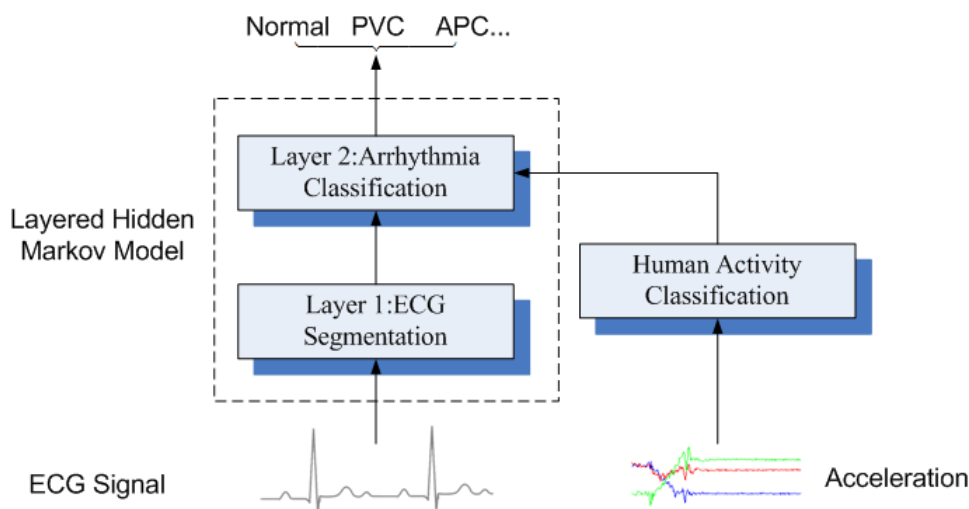 Normal PVC APC...
Layer 2:Arrhythmia
Classification
Layered Hidden
Markov Model
Human Activity
Classification
Layer 1:ECG
Segmentation
ECG Signal
Acceleration